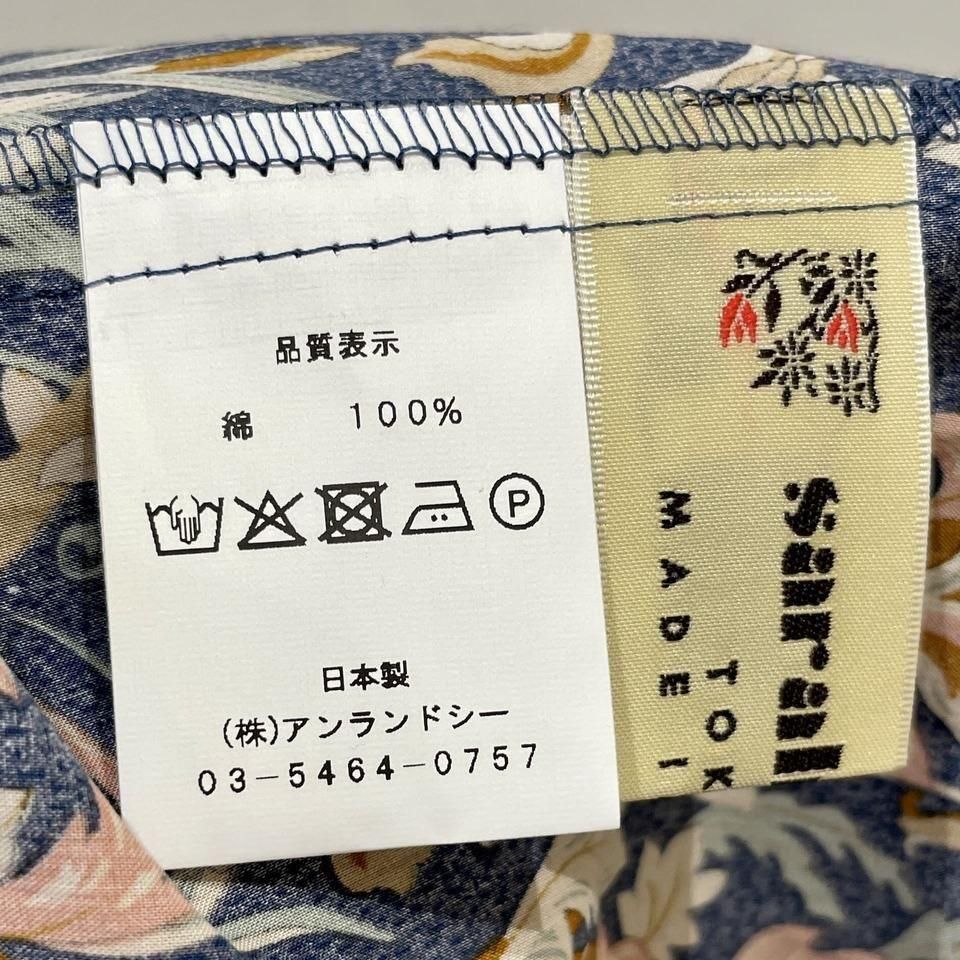 品質表示
綿 100%
P
日本製
(株)アンランドシー
03-5464-0757
MADE I
TOK